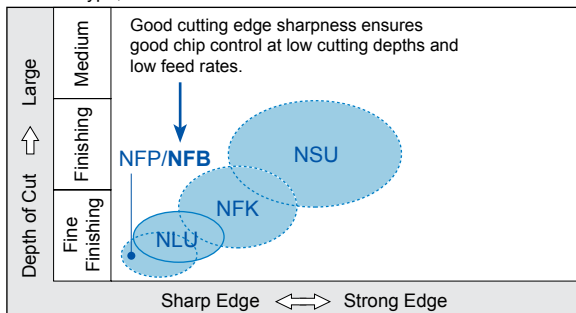 Good cutting edge sharpness ensures
good chip control at low cutting depths and
low feed rates.
Depth of Cut
Large
Medium
Finishing
Fine
Finishing
NFP/NFB
NSU
NFK
NLU
Sharp Edge
Strong Edge